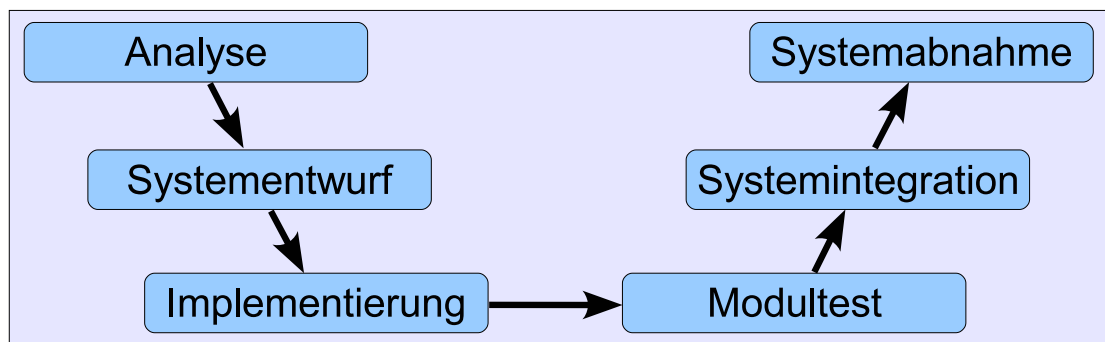 Analyse
Systemabnahme
Systementwurf
Systemintegration
Implementierung
Modultest